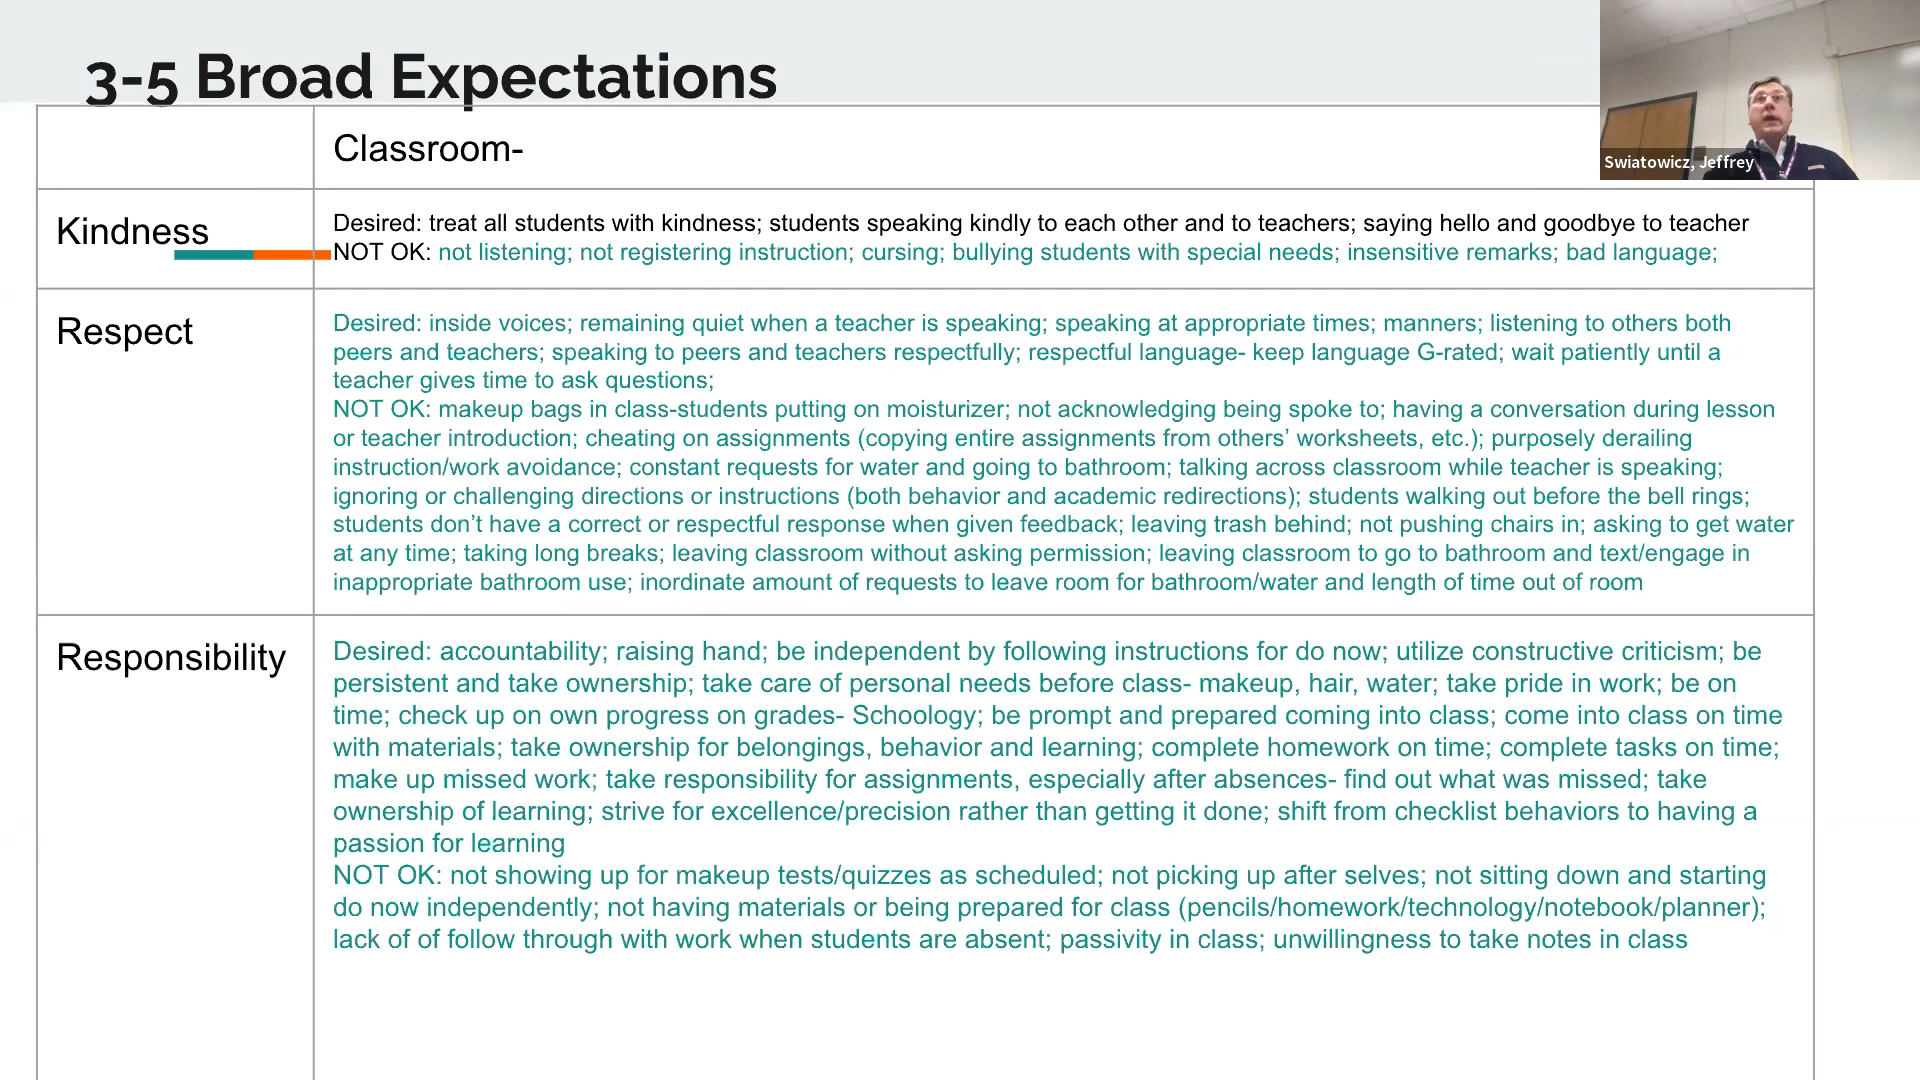 3-5 Broad Expectations
Swiatowicz, Jeffrey
Classroom-
Kindness
Desired: treat all students with kindness; students speaking kindly to each other and to teachers; saying hello and goodbye to teacher
NOT OK: not listening; not registering instruction; cursing; bullying students with special needs; insensitive remarks; bad language;
Respect
Desired: inside voices; remaining quiet when a teacher is speaking; speaking at appropriate times; manners; listening to others both
peers and teachers; speaking to peers and teachers respectfully; respectful language- keep language G-rated; wait patiently until a
teacher gives time to ask questions;
NOT OK: makeup bags in class-students putting on moisturizer; not acknowledging being spoke to; having a conversation during lesson
or teacher introduction; cheating on assignments (copying entire assignments from others’ worksheets, etc.); purposely derailing
instruction/work avoidance; constant requests for water and going to bathroom; talking across classroom while teacher is speaking;
ignoring or challenging directions or instructions (both behavior and academic redirections); students walking out before the bell rings;
students don’t have a correct or respectful response when given feedback; leaving trash behind; not pushing chairs in; asking to get water
at any time; taking long breaks; leaving classroom without asking permission; leaving classroom to go to bathroom and text/engage in
inappropriate bathroom use; inordinate amount of requests to leave room for bathroom/water and length of time out of room
Responsibility
Desired: accountability; raising hand; be independent by following instructions for do now; utilize constructive criticism; be
persistent and take ownership; take care of personal needs before class- makeup, hair, water; take pride in work; be on
time; check up on own progress on grades- Schoology; be prompt and prepared coming into class; come into class on time
with materials; take ownership for belongings, behavior and learning; complete homework on time; complete tasks on time;
make up missed work; take responsibility for assignments, especially after absences- find out what was missed; take
ownership of learning; strive for excellence/precision rather than getting it done; shift from checklist behaviors to having a
passion for learning
NOT OK: not showing up for makeup tests/quizzes as scheduled; not picking up after selves; not sitting down and starting
do now independently; not having materials or being prepared for class (pencils/homework/technology/notebook/planner);
lack of of follow through with work when students are absent; passivity in class; unwillingness to take notes in class